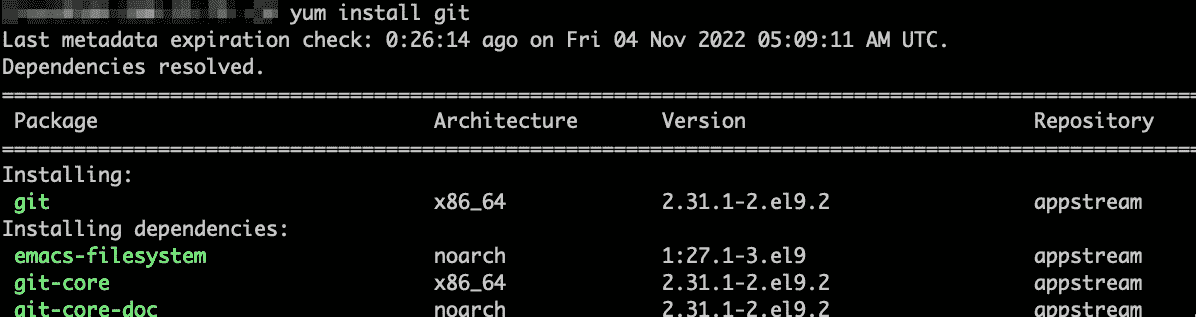 yum install git
Last metadata expiration check: 0:26:14 ago on Fri 04 Nov 2022 05:09:11 AM UTC.
Dependencies resolved.
Package Architecture Version Repository
Installing:
git x86_64 2.31.1-2.el9.2 appstream
Installing dependencies:
emacs-filesystem noarch 1:27.1-3.el9 appstream
git-core x86_64 2.31.1-2.el9.2 appstream
git-core-doc noarch 2.31.1-2.el9.2 appstream